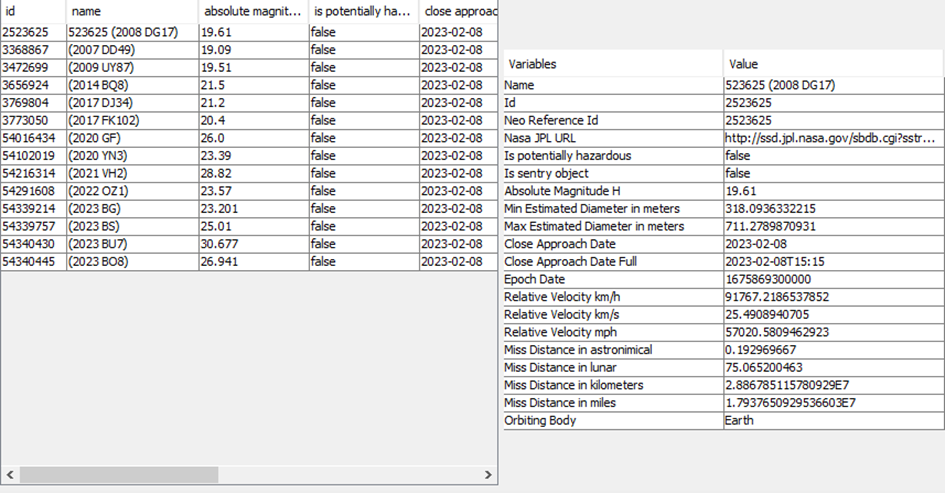 id name absolute magnit... is potentially ha... close approac
2523625 523625 (2008 DG17) 19.61 false 2023-02-08
3368867 (2007 DD49) 19.09 false 2023-02-08
3472699 (2009 UY87) 19.51 false 2023-02-08
3656924 (2014 BQ8) 21.5 false 2023-02-08
3769804 (2017 DJ34) 21.2 false 2023-02-08
3773050 (2017 FK102) 20.4 false 2023-02-08
54016434 (2020 GF) 26.0 false 2023-02-08
54102019 (2020 YN3) 23.39 false 2023-02-08
54216314 (2021 VH2) 28.82 false 2023-02-08
54291608 (2022 OZ1) 23.57 false 2023-02-08
54339214 (2023 BG) 23.201 false 2023-02-08
54339757 (2023 BS) 25.01 false 2023-02-08
54340430 (2023 BU7) 30.677 false 2023-02-08
54340445 (2023 BO8) 26.941 false 2023-02-08
Variables Value
Name 523625 (2008 DG17)
Id 2523625
Neo Reference Id 2523625
Nasa JPL URL http://ssd.jpl.nasa.gov/sbdb.cgi?sstr...
Is potentially hazardous false
Is sentry object false
Absolute Magnitude H 19.61
Min Estimated Diameter in meters 318.0936332215
Max Estimated Diameter in meters 711.2789870931
Close Approach Date 2023-02-08
Close Approach Date Full 2023-02-08T15:15
Epoch Date 1675869300000
Relative Velocity km/h 91767.2186537852
Relative Velocity km/s 25.4908940705
Relative Velocity mph 57020.5809462923
Miss Distance in astronimical 0.192969667
Miss Distance in lunar 75.065200463
Miss Distance in kilometers 2.886785115780929E7
Miss Distance in miles 1.7937650929536603E7
Orbiting Body Earth